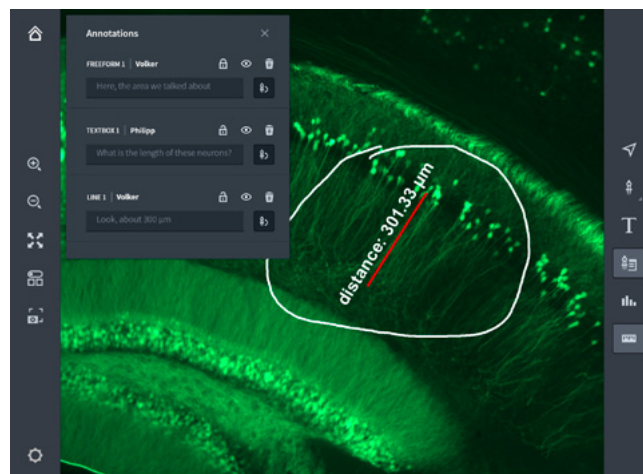 Annotations
FREEFORM 1 | Volker
Here, the area we talked about
TEXTBOX 1 | Philipp
What is the length of these neurons?
LINE 1 | Volker
Look, about 300 µm
distance: 301.33 µm
T